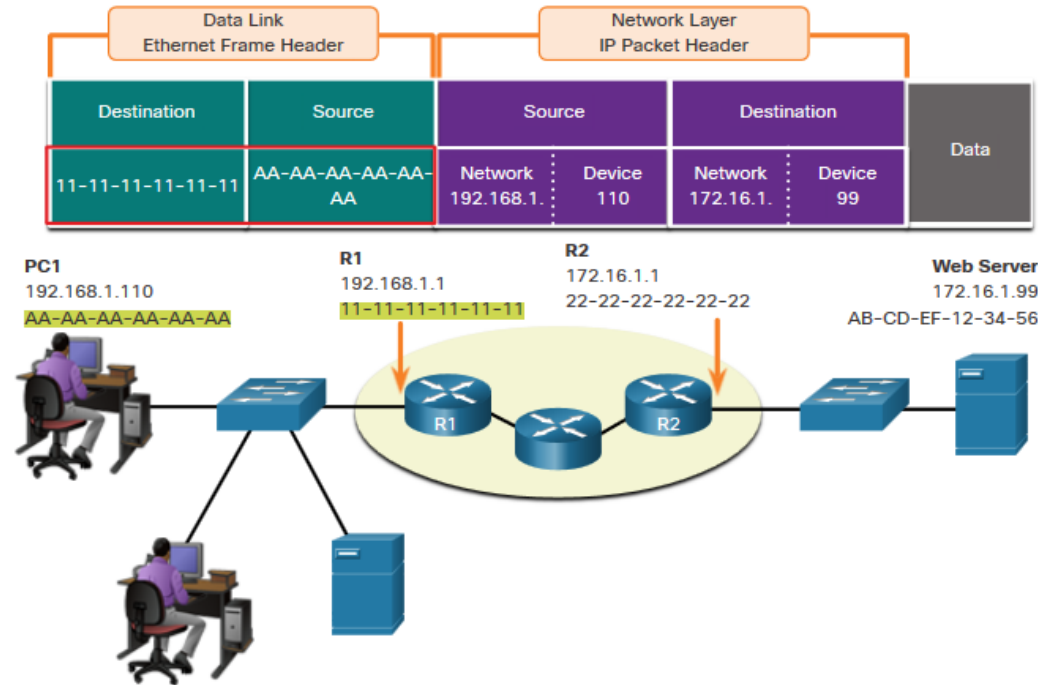 Data Link
Ethernet Frame Header
Network Layer
IP Packet Header
Destination
Source
Source
Destination
Data
11-11-11-11-11-11
AA-AA-AA-AA-AA-
AA
Network
192.168.1.
Device
110
Network
172.16.1.
Device
99
PC1
192.168.1.110
AA-AA-AA-AA-AA-AA
R1
192.168.1.1
11-11-11-11-11-11
R2
172.16.1.1
22-22-22-22-22-22
Web Server
172.16.1.99
AB-CD-EF-12-34-56
R1
R2